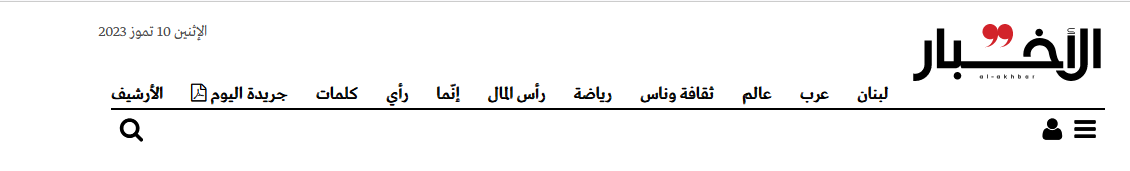 الأخبار
al-akhbar
الإثنين 10 تموز 2023
لبنان عرب عالم ثقافة وناس رياضة رأس المال إنّما رأي كلمات جريدة اليوم الأرشيف